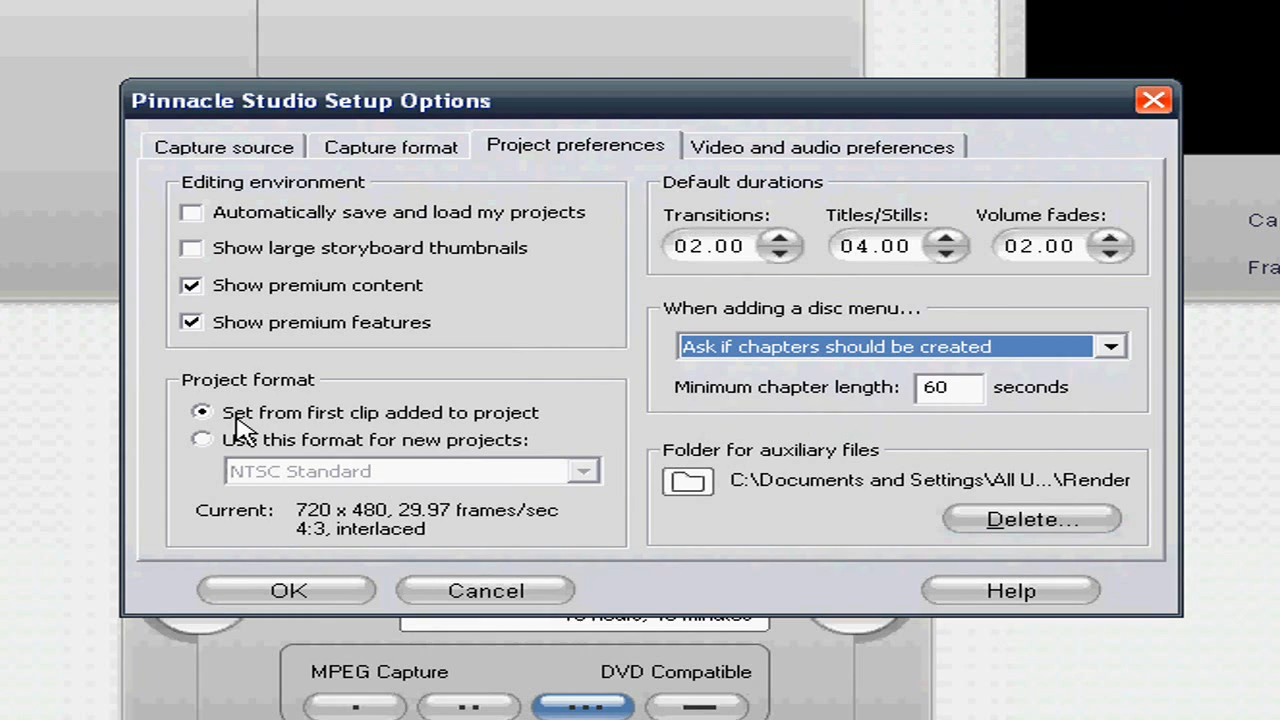 Pinnacle Studio Setup Options
Capture source
Capture format
Project preferences
Video and audio preferences
Editing environment
Automatically save and load my projects
Show large storyboard thumbnails
Show premium content
Show premium features
Project format
Set from first clip added to project
Use this format for new projects:
NTSC Standard
Current: 720 x 480, 29.97 frames/sec
4:3, interlaced
Default durations
Transitions: Titles/Stills: Volume fades:
02.00 04.00 02.00
When adding a disc menu...
Ask if chapters should be created
Minimum chapter length: 60 seconds
Folder for auxiliary files
C:\Documents and Settings\All U...\Render
Delete...
OK
Cancel
Help
Ca
Fra
MPEG Capture
DVD Compatible